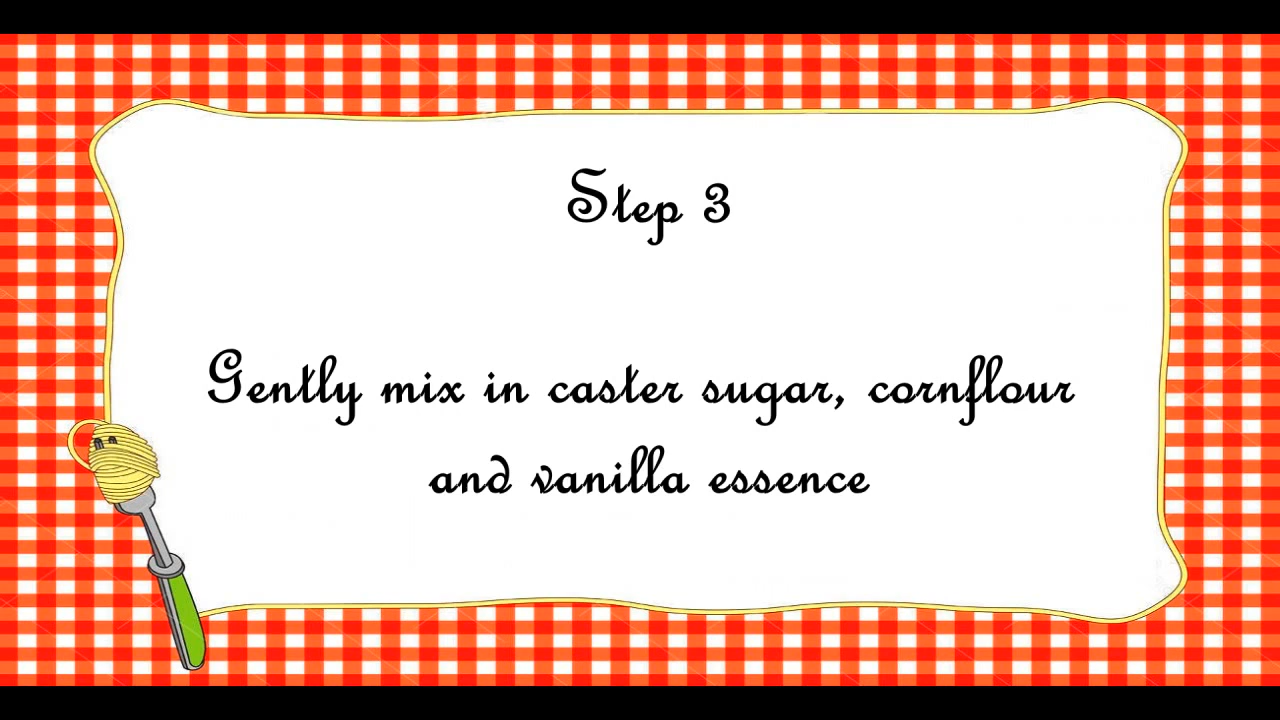 Step 3
Gently mix in caster sugar, cornflour
and vanilla essence